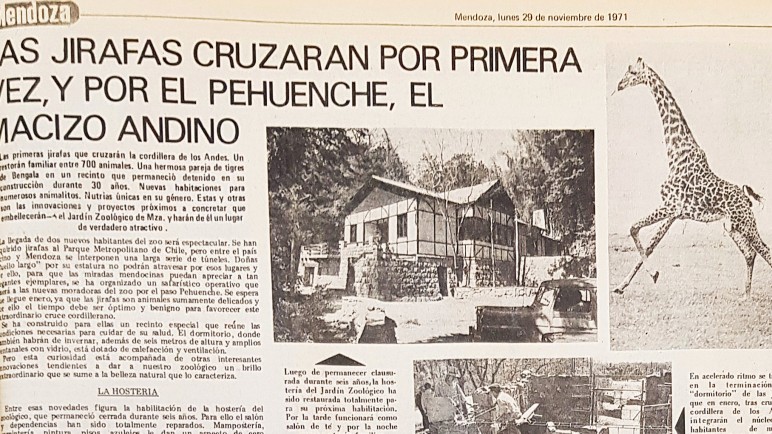 Mendoza
Mendoza, lunes 29 de noviembre de 1971
AS JIRAFAS CRUZARAN POR PRIMERA
VEZ, Y POR EL PEHUENCHE, EL
MACIZO ANDINO
Las primeras jirafas que cruzarán la cordillera de los Andes. Un
restorán familiar entre 700 animales. Una hermosa pareja de tigres
de Bengala en un recinto que permaneció detenido en su
construcción durante 30 años. Nuevas habitaciones para
numerosos animalitos. Nutrias únicas en su género. Estas y otras
son las innovaciones y proyectos próximos a concretar que
embellecerán—el Jardín Zoológico de Mza. y harán de él un lugar
de verdadero atractivo.
La llegada de dos nuevos habitantes del zoo será espectacular. Se han
jirafas al Parque Metropolitano de Chile, pero entre el país
y Mendoza se interponen una larga serie de túneles. Doñas
"cuello largo" por su estatura no podrán atravesar por esos lugares y
ello, para que las miradas mendocinas puedan apreciar a tan
ejemplares, se ha organizado un safarístico operativo que
a las nuevas moradoras del zoo por el paso Pehuenche. Se espera
llegue enero, ya que las jirafas son animales sumamente delicados y
ello el tiempo debe ser óptimo y benigno para favorecer este
extraordinario cruce cordillerano.
Se ha construido para ellas un recinto especial que reúne las
condiciones necesarias para cuidar de su salud. El dormitorio, donde
también habrán de invernar, además de seis metros de altura y amplios
ventanales con vidrio, está dotado de calefacción y ventilación.
Pero esta curiosidad está acompañada de otras interesantes
innovaciones tendientes a dar a nuestro zoológico un brillo
extraordinario que se sume a la belleza natural que lo caracteriza.
LA HOSTERIA
Entre esas novedades figura la habilitación de la hostería del
zoológico, que permaneció cerrada durante seis años. Para ello el salón
y dependencias han sido totalmente reparados. Mampostería,
pintura, pisos, azulejos le dan un aspecto de cero
Luego de permanecer clausu-
rada durante seis años, la hos-
tería del Jardín Zoológico ha
sido restaurada totalmente pa-
ra su próxima habilitación.
Por la tarde funcionará como
salón de té y por la noche
En acelerado ritmo se t
en la terminación
"dormitorio" de las
que en enero, tras cru
cordillera de los A
integrarán el núcleo
habitantes de